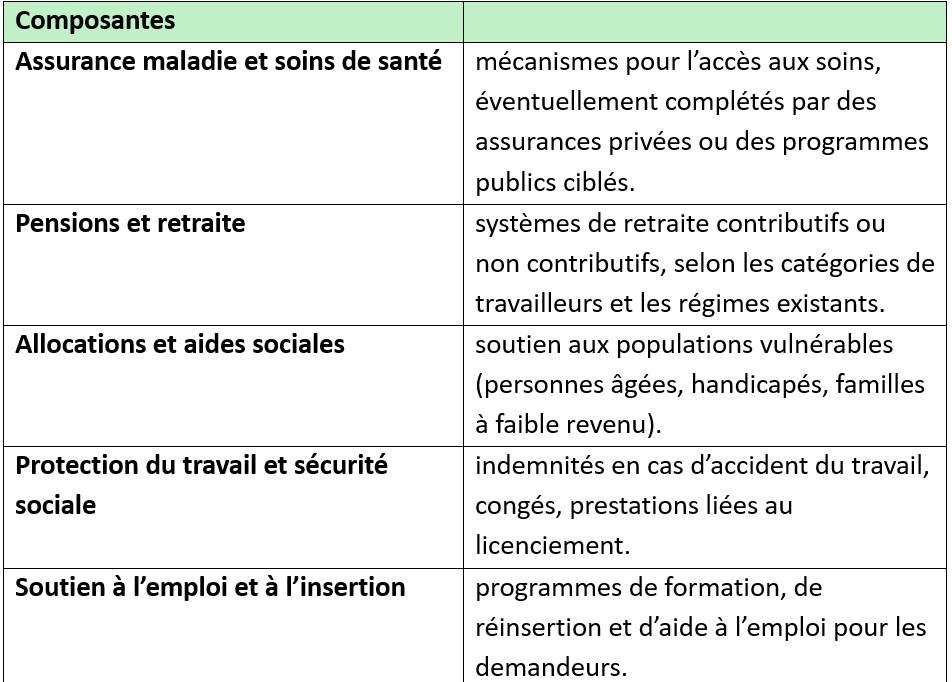 Composantes
Assurance maladie et soins de santé
mécanismes pour l’accès aux soins,
éventuellement complétés par des
assurances privées ou des programmes
publics ciblés.
Pensions et retraite
systèmes de retraite contributifs ou
non contributifs, selon les catégories de
travailleurs et les régimes existants.
Allocations et aides sociales
soutien aux populations vulnérables
(personnes âgées, handicapés, familles
à faible revenu).
Protection du travail et sécurité
sociale
indemnités en cas d’accident du travail,
congés, prestations liées au
licenciement.
Soutien à l’emploi et à l’insertion
programmes de formation, de
réinsertion et d’aide à l’emploi pour les
demandeurs.